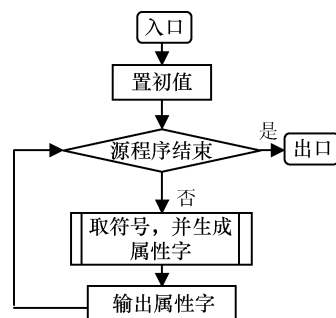 入口
置初值
源程序结束
是
出口
否
取符号，并生成
属性字
输出属性字